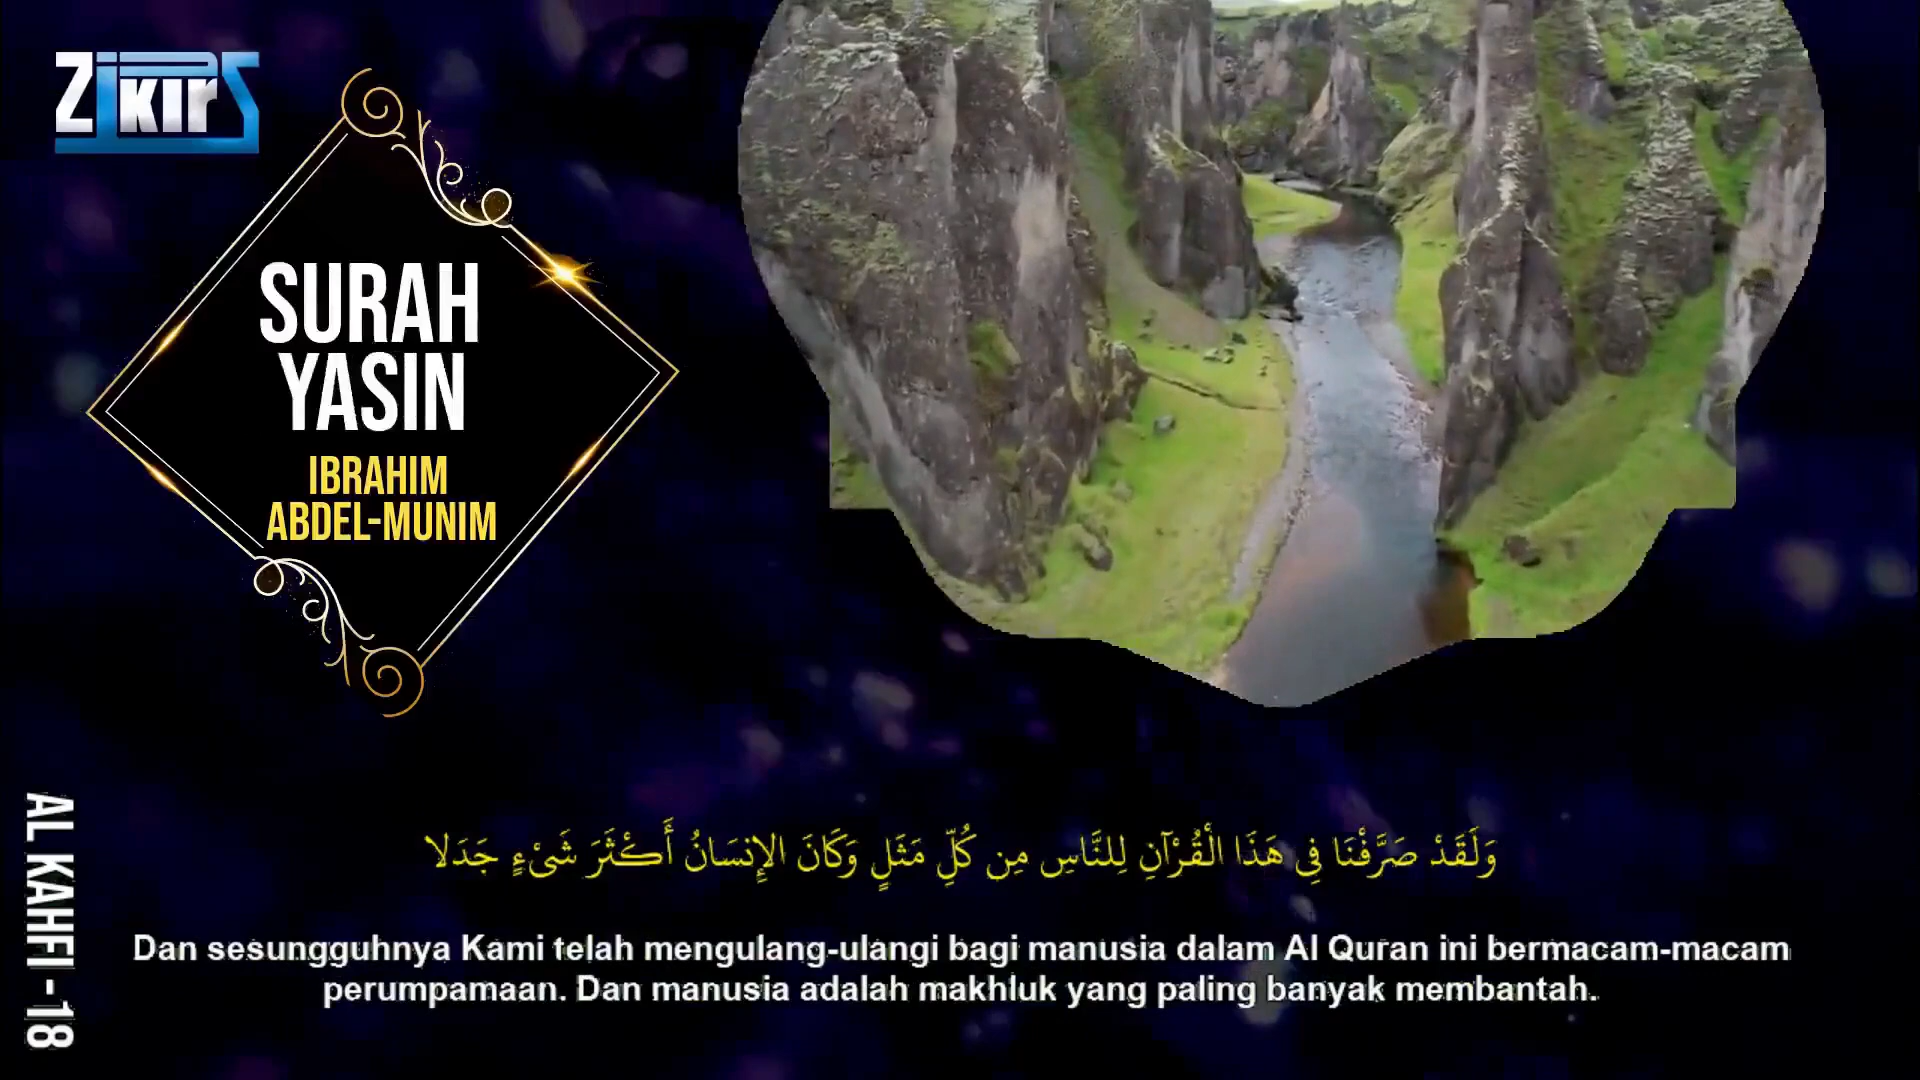 ZikirS
SURAH
YASIN
IBRAHIM
ABDEL-MUNIM
AL KAHFI - 18
وَلَقَدْ صَرَّفْنَا فِى هَذَا الْقُرْآنِ لِلنَّاسِ مِن كُلِّ مَثَلٍ وَكَانَ الإِنسَانُ أَكْثَرَ شَىْءٍ جَدَلا
Dan sesungguhnya Kami telah mengulang-ulangi bagi manusia dalam Al Quran ini bermacam-macam
perumpamaan. Dan manusia adalah makhluk yang paling banyak membantah.